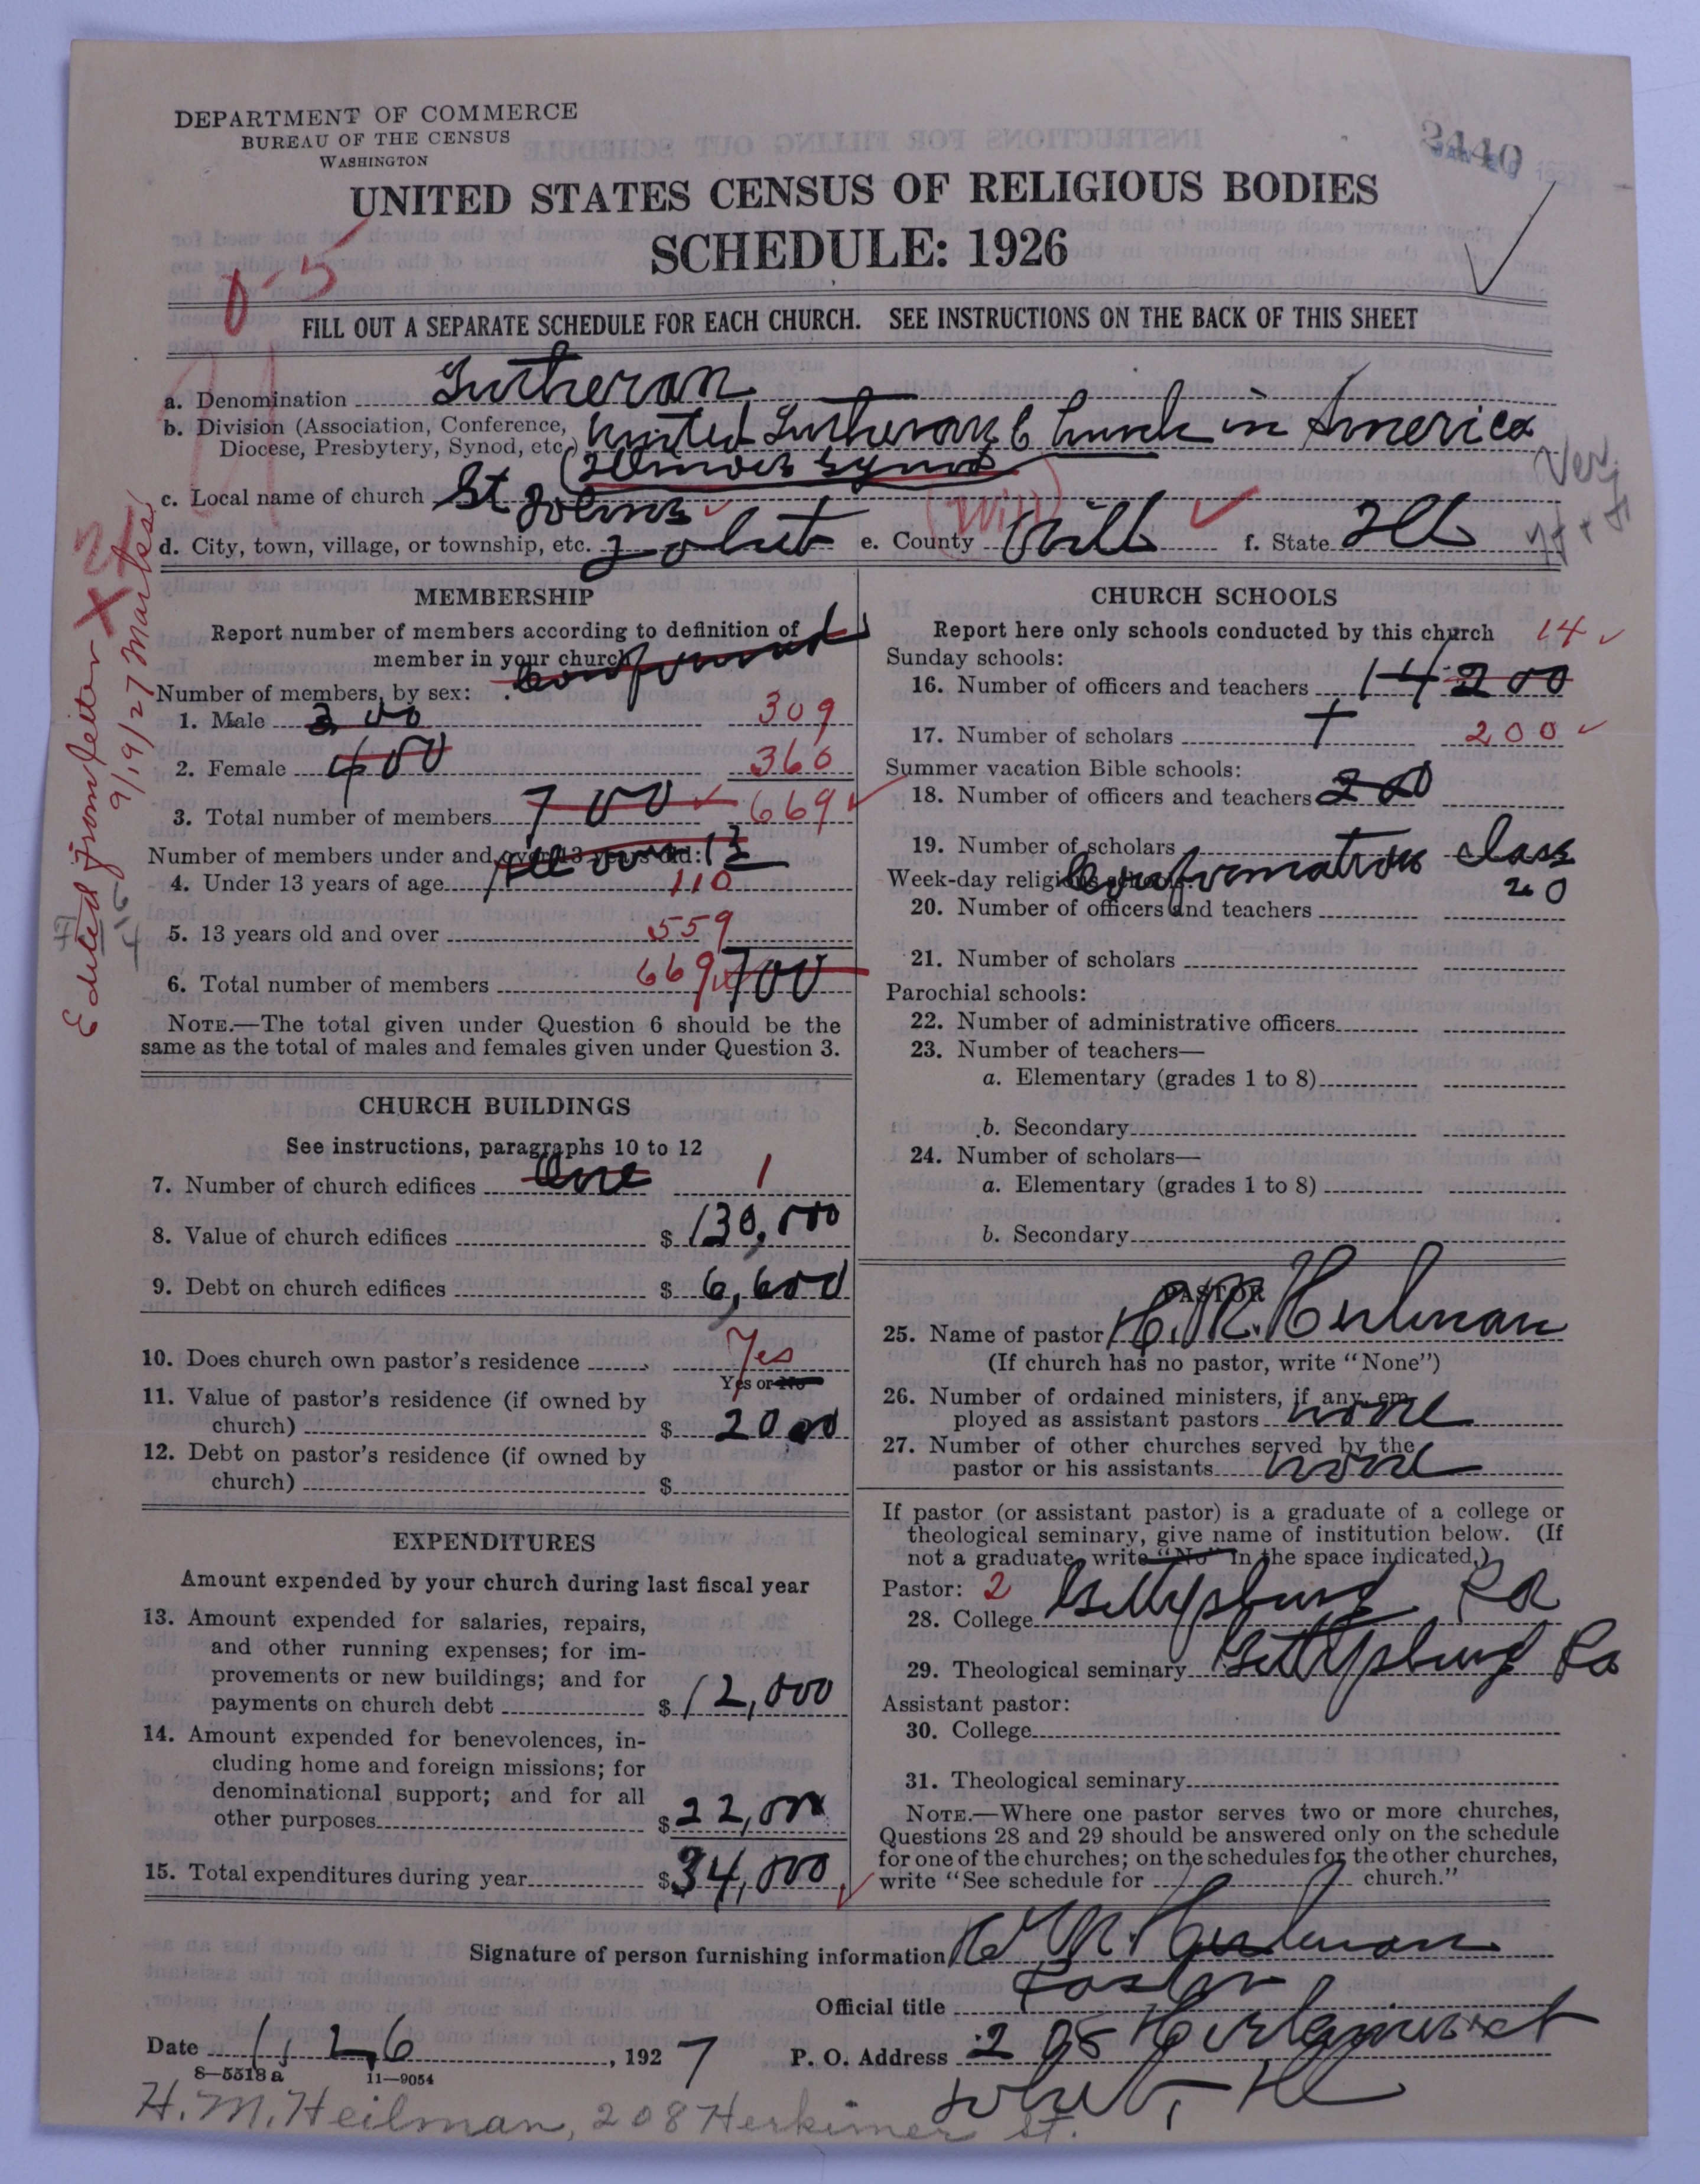 DEPARTMENT OF COMMERCE
BUREAU OF THE CENSUS
WASHINGTON
2440
UNITED STATES CENSUS OF RELIGIOUS BODIES
SCHEDULE: 1926
FILL OUT A SEPARATE SCHEDULE FOR EACH CHURCH. SEE INSTRUCTIONS ON THE BACK OF THIS SHEET
a. Denomination Lutheran
b. Division (Association, Conference, Diocese, Presbytery, Synod, etc.) United Lutheran Church in America
(Illinois Synod
c. Local name of church St Johns
d. City, town, village, or township, etc. Joliet e. County (Will) Will f. State Ill
Edited from letter X 9/19/27 Marks
MEMBERSHIP
Report number of members according to definition of
member in your church confirmed
Number of members, by sex:
1. Male 300 309
2. Female 400 360
3. Total number of members 700 669
Number of members under and over 13 years old: all over 13
4. Under 13 years of age 110
5. 13 years old and over 559
6. Total number of members 669 700
NOTE.—The total given under Question 6 should be the
same as the total of males and females given under Question 3.
CHURCH BUILDINGS
See instructions, paragraphs 10 to 12
7. Number of church edifices One 1
8. Value of church edifices $ 130,000
9. Debt on church edifices $ 6,600
10. Does church own pastor's residence Yes
Yes or No
11. Value of pastor's residence (if owned by
church) $ 2000
12. Debt on pastor's residence (if owned by
church) $
EXPENDITURES
Amount expended by your church during last fiscal year
13. Amount expended for salaries, repairs,
and other running expenses; for im-
provements or new buildings; and for
payments on church debt $ 12,000
14. Amount expended for benevolences, in-
cluding home and foreign missions; for
denominational support; and for all
other purposes $ 22,000
15. Total expenditures during year $ 34,000
CHURCH SCHOOLS
Report here only schools conducted by this church 14
Sunday schools:
16. Number of officers and teachers 14 200
17. Number of scholars 200
Summer vacation Bible schools:
18. Number of officers and teachers 20
19. Number of scholars
Confirmation Class
Week-day religious schools:
20
20. Number of officers and teachers
21. Number of scholars
Parochial schools:
22. Number of administrative officers
23. Number of teachers—
a. Elementary (grades 1 to 8)
b. Secondary
24. Number of scholars—
a. Elementary (grades 1 to 8)
b. Secondary
PASTOR
25. Name of pastor H. M. Heilman
(If church has no pastor, write "None")
26. Number of ordained ministers, if any, em-
ployed as assistant pastors none
27. Number of other churches served by the
pastor or his assistants none
If pastor (or assistant pastor) is a graduate of a college or
theological seminary, give name of institution below. (If
not a graduate, write "No" in the space indicated.)
Pastor: 2
28. College Gettysburg Pa
29. Theological seminary Gettysburg Pa
Assistant pastor:
30. College
31. Theological seminary
NOTE.—Where one pastor serves two or more churches,
Questions 28 and 29 should be answered only on the schedule
for one of the churches; on the schedules for the other churches,
write "See schedule for church."
Signature of person furnishing information H M. Heilman
Official title Pastor
Date 1. 26, 1927 P. O. Address 208 Herkimer st
Joliet, Ill
8—5518 a 11—9054
H. M. Heilman, 208 Herkimer St.